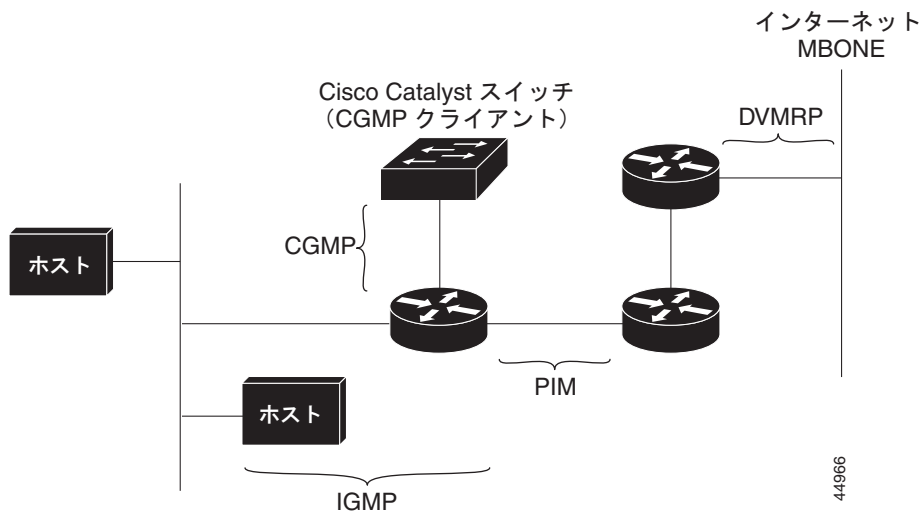 インターネット
MBONE
Cisco Catalyst スイッチ
（CGMP クライアント）
DVMRP
CGMP
ホスト
PIM
ホスト
IGMP
44966